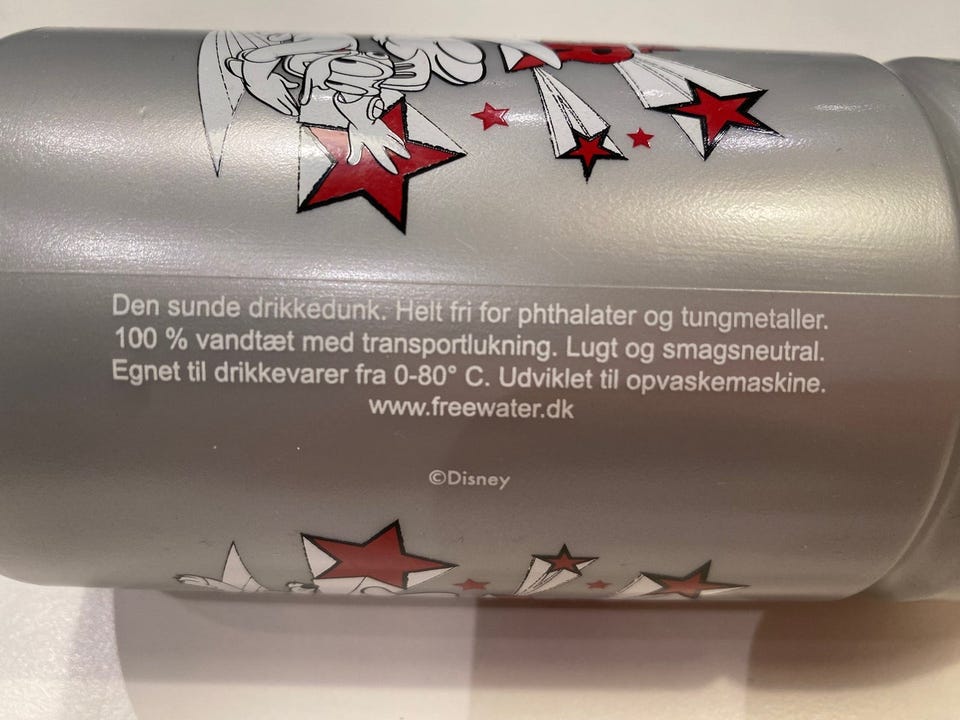 Den sunde drikkedunk. Helt fri for phthalater og tungmetaller.
100 % vandtæt med transportlukning. Lugt og smagsneutral.
Egnet til drikkevarer fra 0-80° C. Udviklet til opvaskemaskine.
www.freewater.dk
©Disney